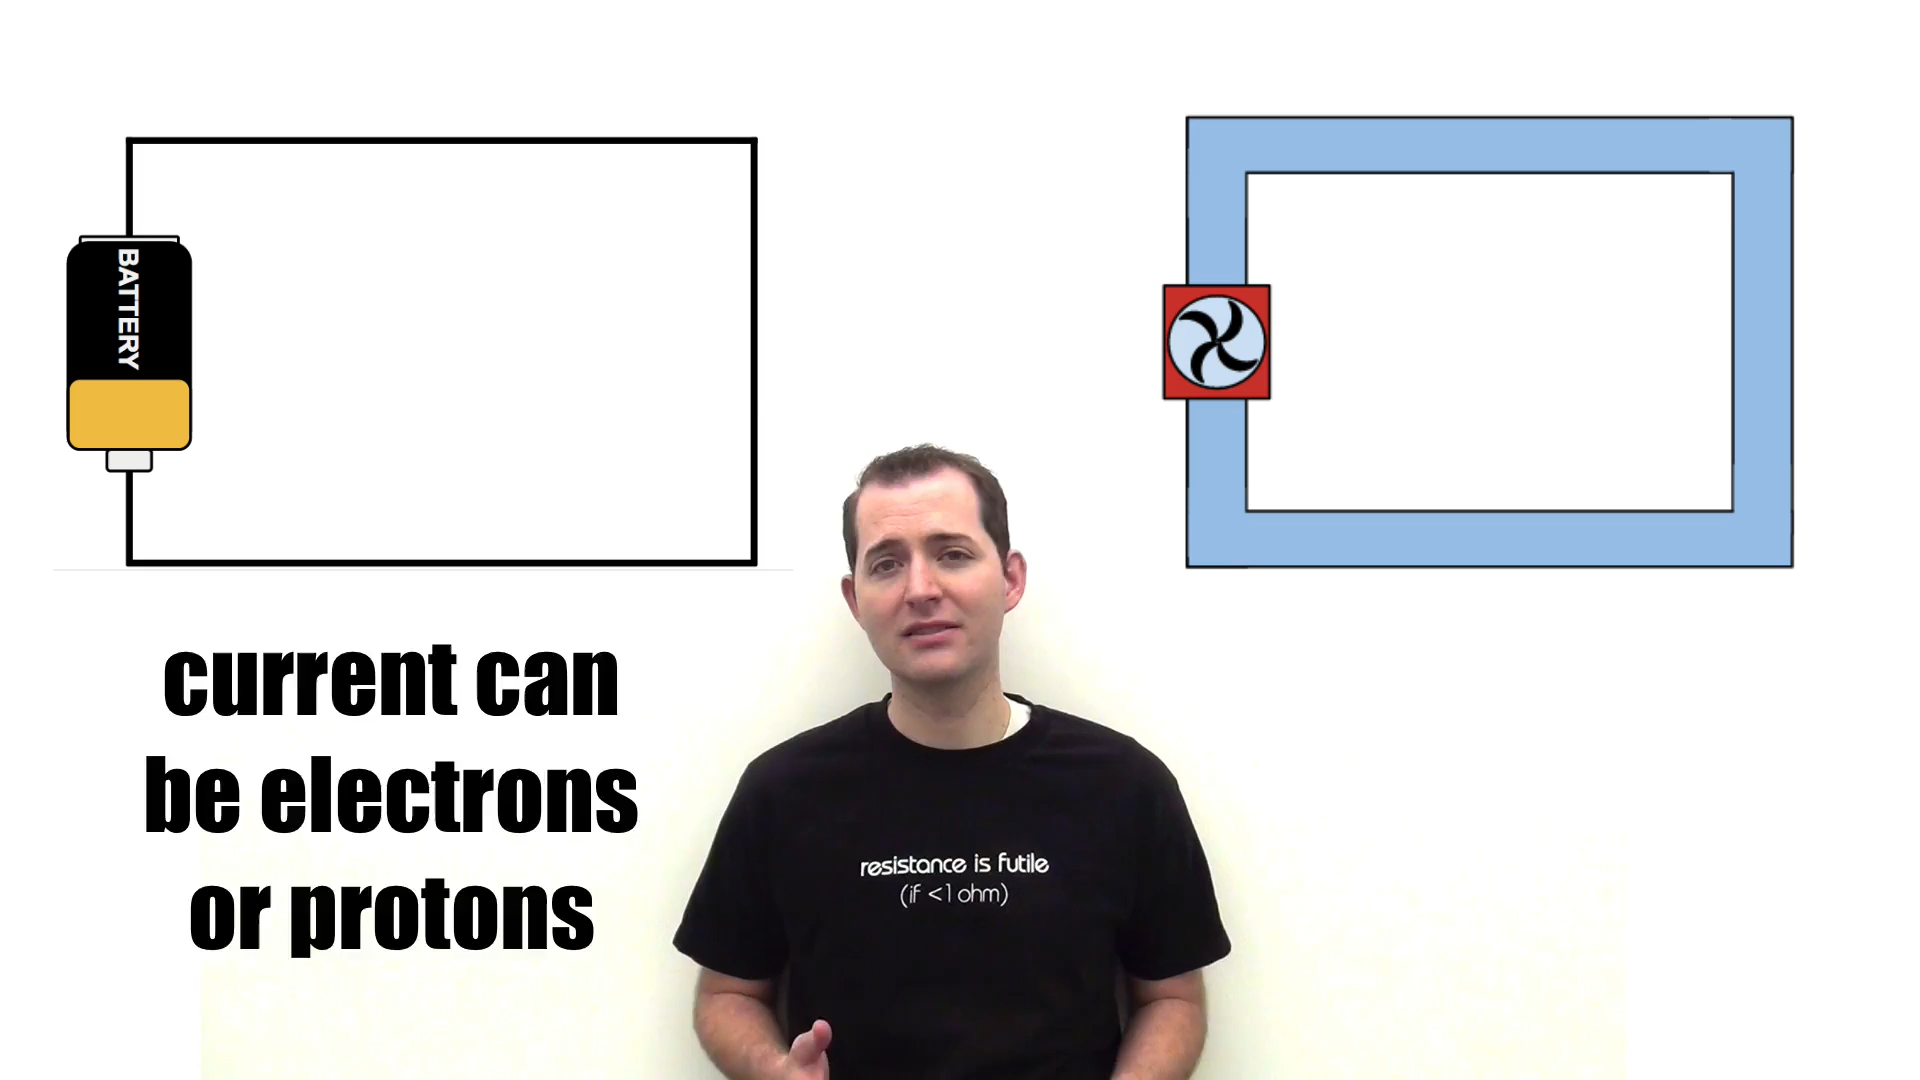 BATTERY
current can
be electrons
or protons
resistance is futile
(if <1 ohm)